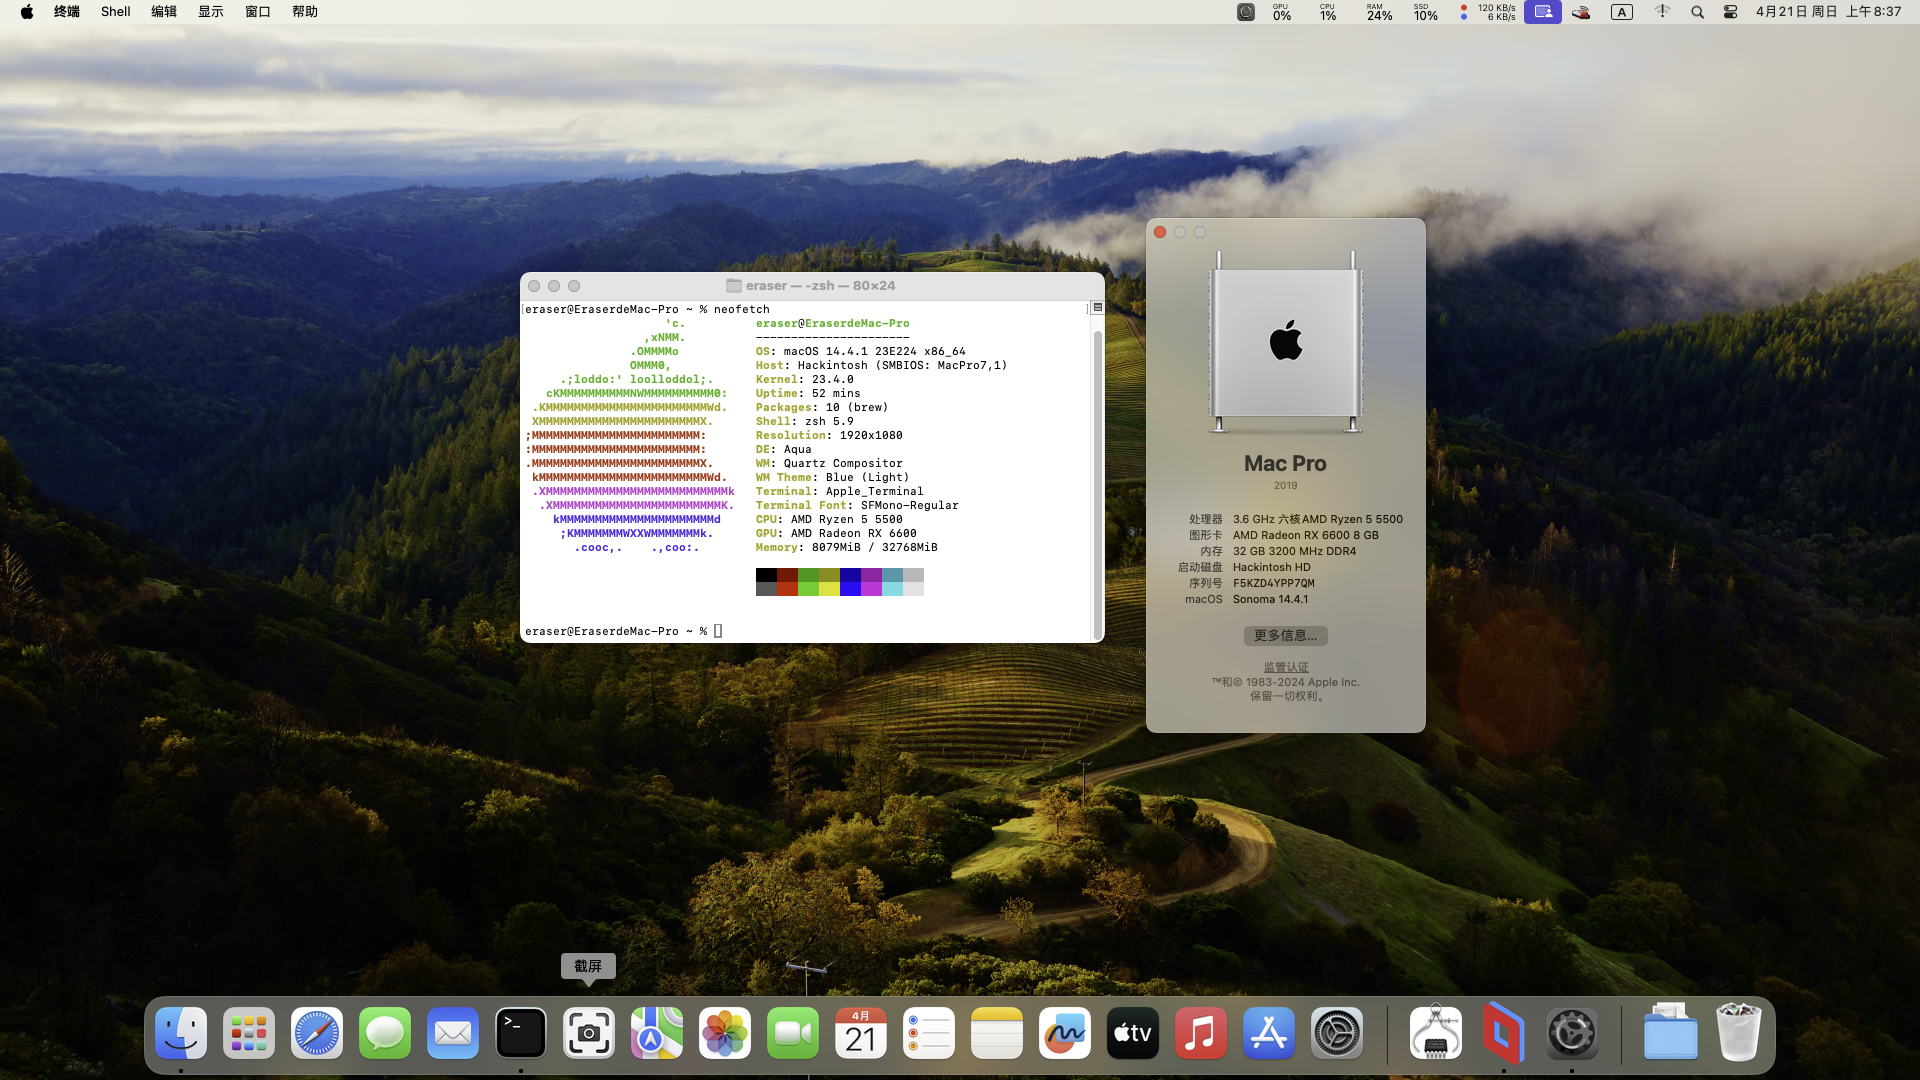 终端 Shell 编辑 显示 窗口 帮助
GPU 0% CPU 1% RAM 24% SSD 10% 120 KB/s 6 KB/s A 4月21日 周日 上午8:37
eraser — -zsh — 80×24
[eraser@EraserdeMac-Pro ~ % neofetch ]
'c. eraser@EraserdeMac-Pro
,xNMM. ----------------------
.OMMMMo OS: macOS 14.4.1 23E224 x86_64
OMMM0, Host: Hackintosh (SMBIOS: MacPro7,1)
.;loddo:' loolloddol;. Kernel: 23.4.0
cKMMMMMMMMMMNWMMMMMMMMMM0: Uptime: 52 mins
.KMMMMMMMMMMMMMMMMMMMMMMMWd. Packages: 10 (brew)
XMMMMMMMMMMMMMMMMMMMMMMMX. Shell: zsh 5.9
;MMMMMMMMMMMMMMMMMMMMMMMM: Resolution: 1920x1080
:MMMMMMMMMMMMMMMMMMMMMMMM: DE: Aqua
.MMMMMMMMMMMMMMMMMMMMMMMMX. WM: Quartz Compositor
kMMMMMMMMMMMMMMMMMMMMMMMMWd. WM Theme: Blue (Light)
.XMMMMMMMMMMMMMMMMMMMMMMMMMMk Terminal: Apple_Terminal
.XMMMMMMMMMMMMMMMMMMMMMMMMK. Terminal Font: SFMono-Regular
kMMMMMMMMMMMMMMMMMMMMMMd CPU: AMD Ryzen 5 5500
;KMMMMMMMWXXWMMMMMMMk. GPU: AMD Radeon RX 6600
.cooc,. .,coo:. Memory: 8079MiB / 32768MiB
eraser@EraserdeMac-Pro ~ %
Mac Pro
2019
处理器 3.6 GHz 六核AMD Ryzen 5 5500
图形卡 AMD Radeon RX 6600 8 GB
内存 32 GB 3200 MHz DDR4
启动磁盘 Hackintosh HD
序列号 F5KZD4YPP7QM
macOS Sonoma 14.4.1
更多信息...
监管认证
™和© 1983-2024 Apple Inc.
保留一切权利。
截屏
>_
4月
21
tv